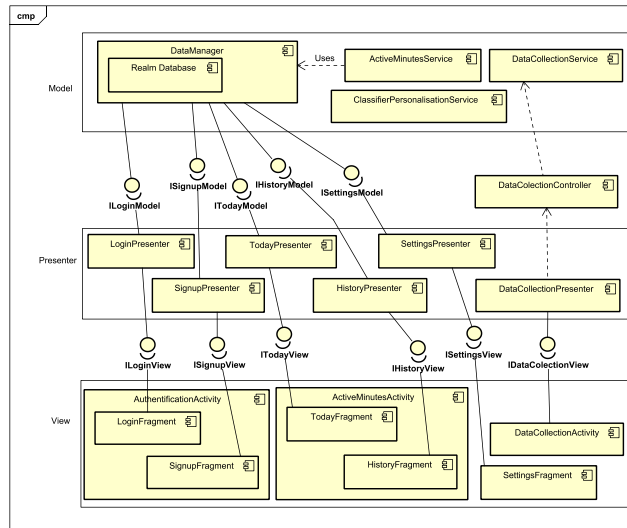 cmp
DataManager
Realm Database
Uses
ActiveMinutesService
DataCollectionService
Model
ClassifierPersonalisationService
ILoginModel
ISignupModel
ITodayModel
IHistoryModel
ISettingsModel
DataColectionController
Presenter
LoginPresenter
TodayPresenter
SettingsPresenter
SignupPresenter
HistoryPresenter
DataCollectionPresenter
ILoginView
ISignupView
ITodayView
IHistoryView
ISettingsView
IDataColectionView
View
AuthentificationActivity
ActiveMinutesActivity
LoginFragment
TodayFragment
DataCollectionActivity
SignupFragment
HistoryFragment
SettingsFragment